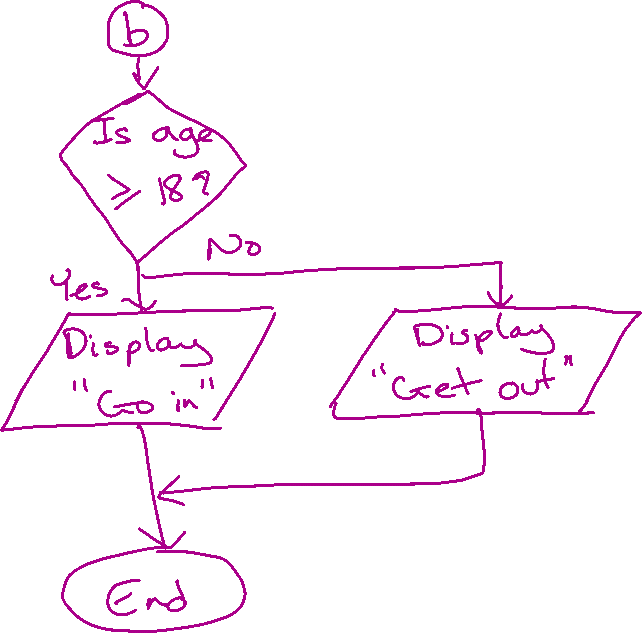 b
Is age
≥ 18?
No
Yes
Display
"Go in"
Display
"Get out"
End